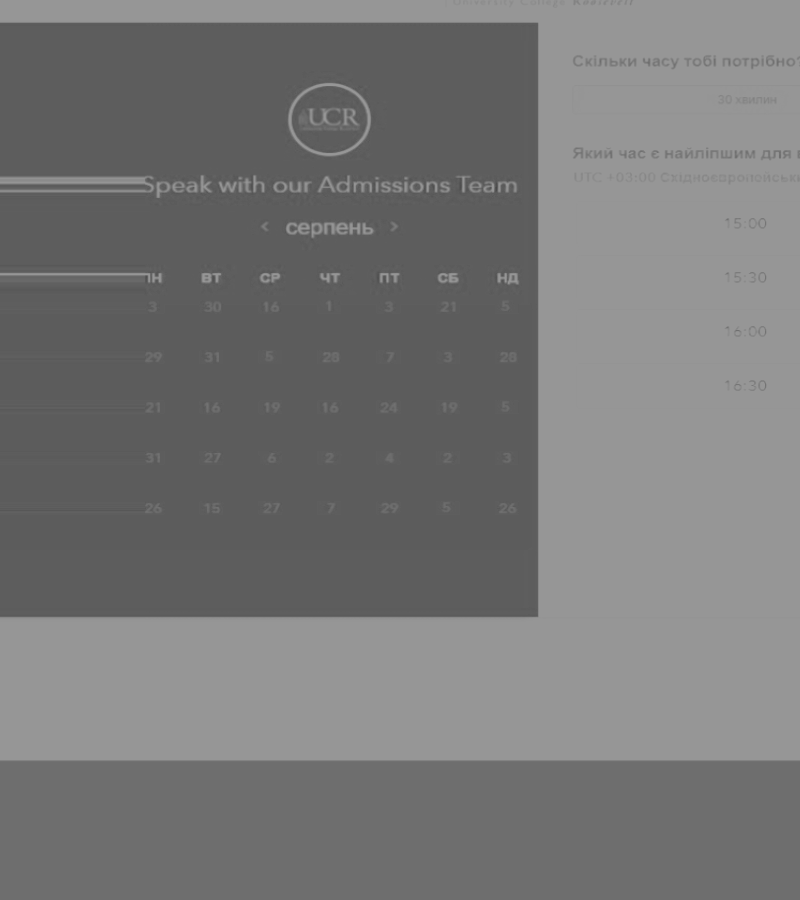 University College
Скільки часу тобі потрібно?
30 хвилин
UCR
Speak with our Admissions Team
< серпень >
ПН ВТ СР ЧТ ПТ СБ НД
3 30 16 1 3 21 5
29 31 5 28 7 3 28
21 16 19 16 24 19 5
31 27 6 2 4 2 3
26 15 27 7 29 5 26
Який час є найліпшим для
UTC +03:00
15:00
15:30
16:00
16:30